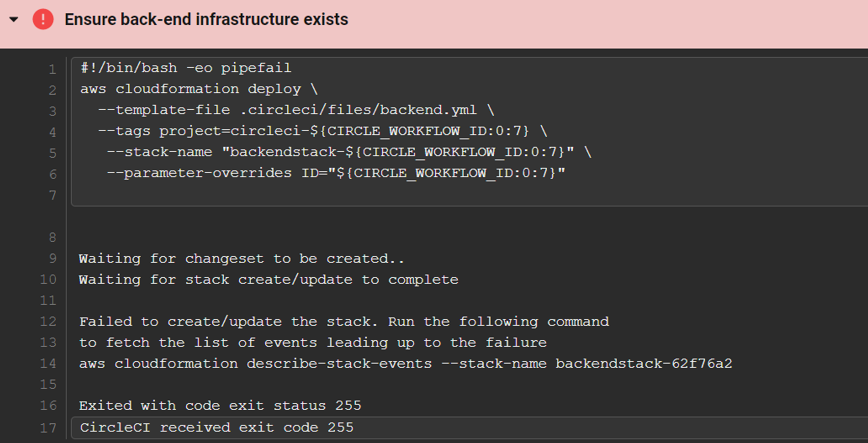 Ensure back-end infrastructure exists
1 #!/bin/bash -eo pipefail
2 aws cloudformation deploy \
3 --template-file .circleci/files/backend.yml \
4 --tags project=circleci-${CIRCLE_WORKFLOW_ID:0:7} \
5 --stack-name "backendstack-${CIRCLE_WORKFLOW_ID:0:7}" \
6 --parameter-overrides ID="${CIRCLE_WORKFLOW_ID:0:7}"
7
8
9 Waiting for changeset to be created..
10 Waiting for stack create/update to complete
11
12 Failed to create/update the stack. Run the following command
13 to fetch the list of events leading up to the failure
14 aws cloudformation describe-stack-events --stack-name backendstack-62f76a2
15
16 Exited with code exit status 255
17 CircleCI received exit code 255